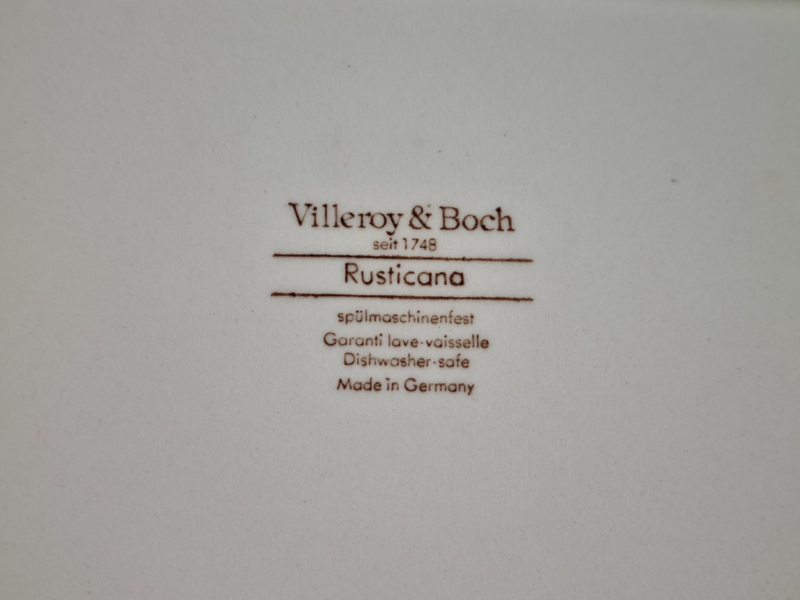 Villeroy & Boch
seit 1748
Rusticana
spülmaschinenfest
Garanti lave-vaisselle
Dishwasher-safe
Made in Germany